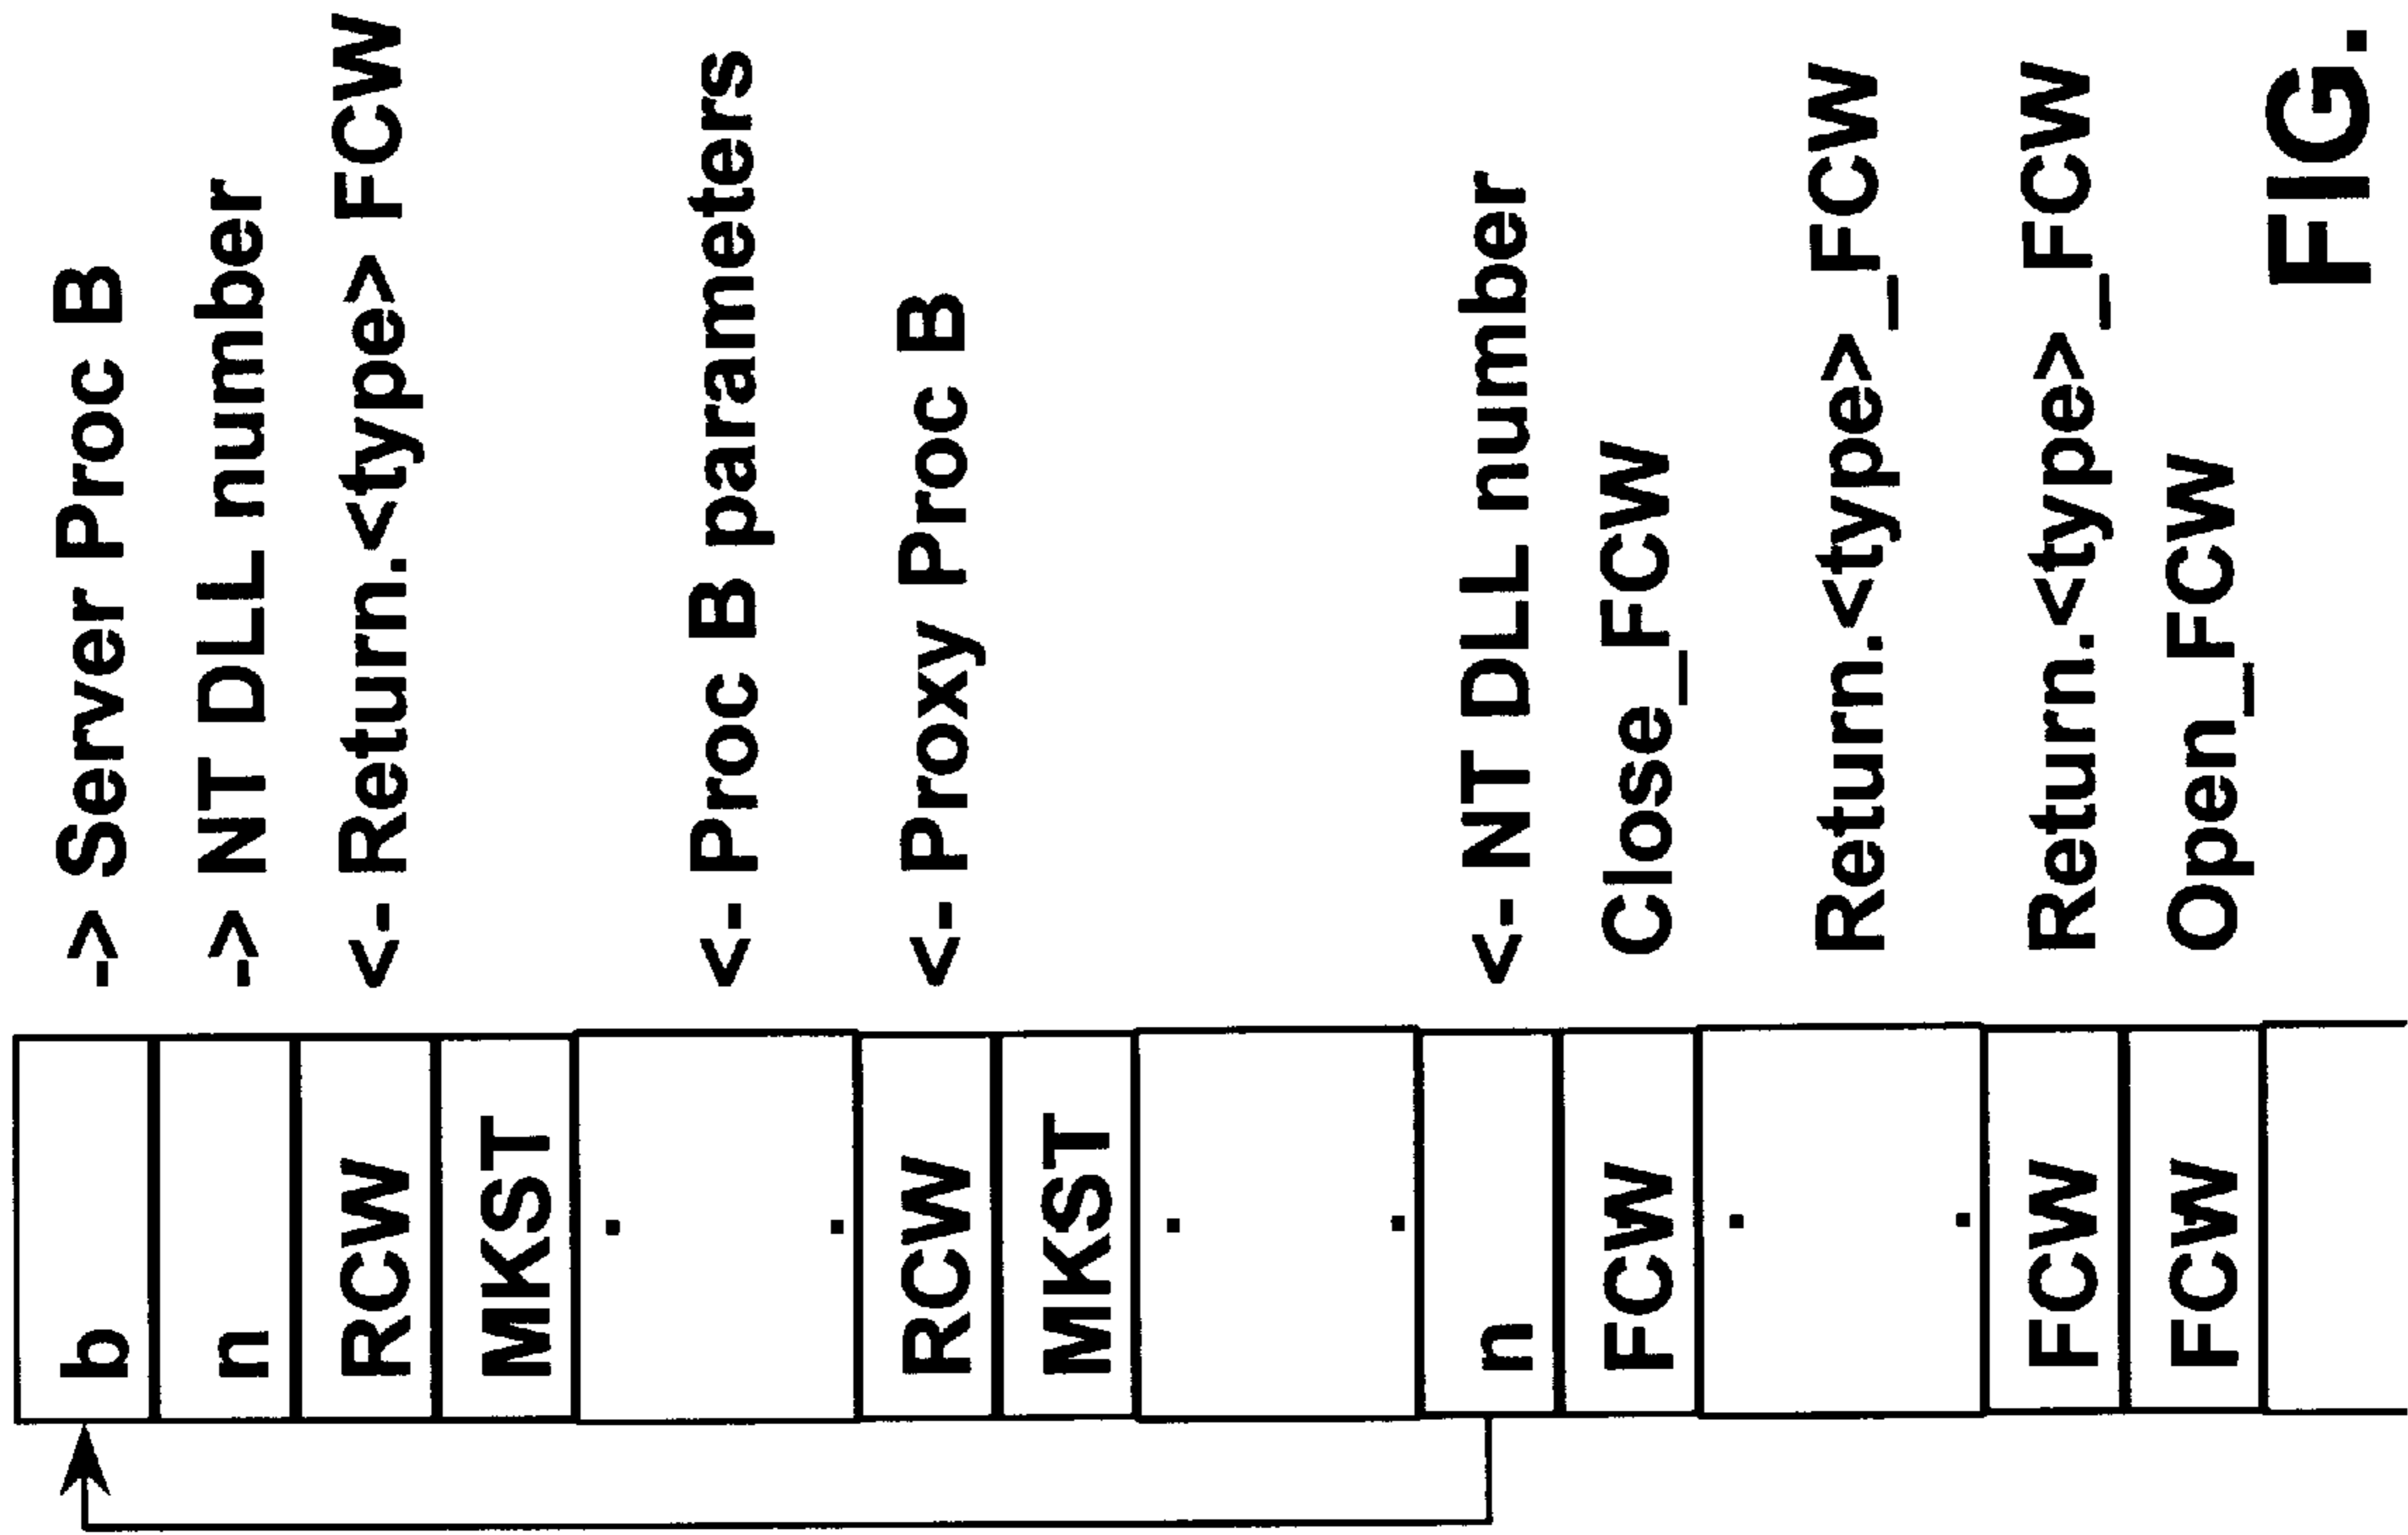 b -> Server Proc B
n -> NT DLL number
RCW <- Return.<type> FCW
MKST
.
. <- Proc B parameters
RCW <- Proxy Proc B
MKST
.
.
n <- NT DLL number
FCW Close_FCW
.
. Return.<type>_FCW
FCW Return.<type>_FCW
FCW Open_FCW
FIG.